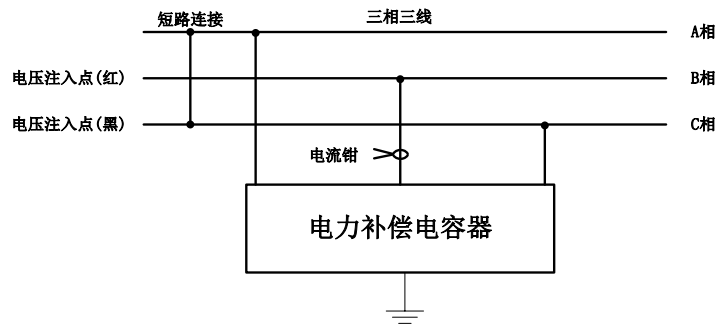 短路连接
三相三线
A相
电压注入点(红)
B相
电压注入点(黑)
C相
电流钳
电力补偿电容器